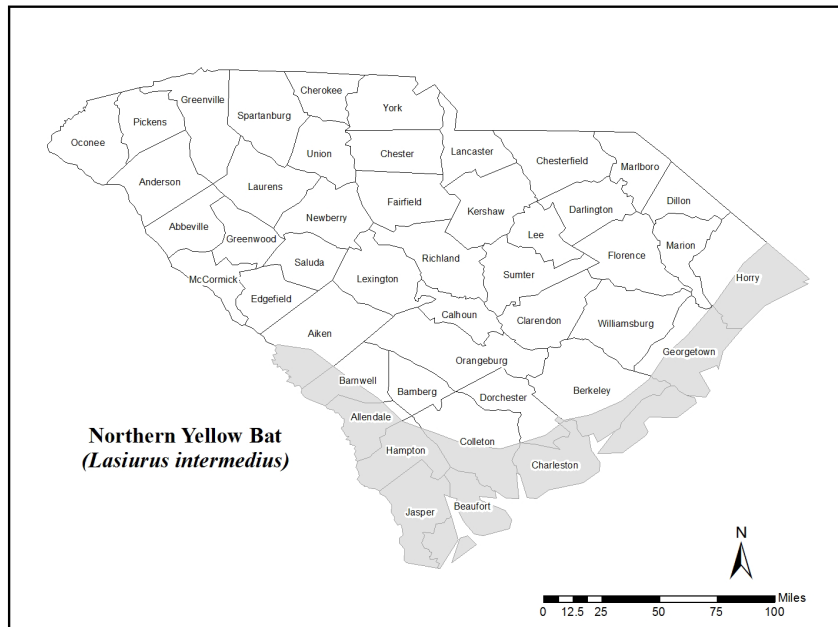 Cherokee
York
Greenville
Spartanburg
Pickens
Oconee
Union
Chester
Lancaster
Chesterfield
Marlboro
Anderson
Laurens
Dillon
Fairfield
Darlington
Newberry
Kershaw
Abbeville
Lee
Greenwood
Marion
Richland
Florence
Saluda
Sumter
Horry
McCormick
Lexington
Edgefield
Calhoun
Clarendon
Williamsburg
Aiken
Georgetown
Orangeburg
Barnwell
Bamberg
Berkeley
Dorchester
Allendale
Northern Yellow Bat
(Lasiurus intermedius)
Colleton
Hampton
Charleston
Beaufort
Jasper
N
Miles
0 12.5 25 50 75 100